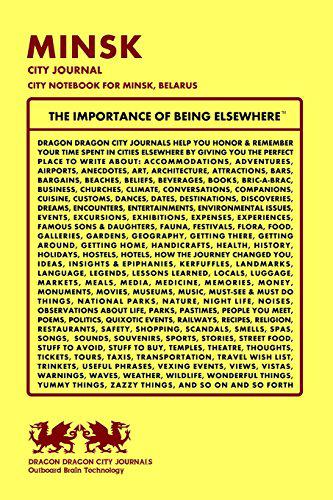 MINSK
CITY JOURNAL
CITY NOTEBOOK FOR MINSK, BELARUS
THE IMPORTANCE OF BEING ELSEWHERE™
DRAGON DRAGON CITY JOURNALS HELP YOU HONOR & REMEMBER
YOUR TIME SPENT IN CITIES ELSEWHERE BY GIVING YOU THE PERFECT
PLACE TO WRITE ABOUT: ACCOMMODATIONS, ADVENTURES,
AIRPORTS, ANECDOTES, ART, ARCHITECTURE, ATTRACTIONS, BARS,
BARGAINS, BEACHES, BELIEFS, BEVERAGES, BOOKS, BRIC-A-BRAC,
BUSINESS, CHURCHES, CLIMATE, CONVERSATIONS, COMPANIONS,
CUISINE, CUSTOMS, DANCES, DATES, DESTINATIONS, DISCOVERIES,
DREAMS, ENCOUNTERS, ENTERTAINMENTS, ENVIRONMENTAL ISSUES,
EVENTS, EXCURSIONS, EXHIBITIONS, EXPENSES, EXPERIENCES,
FAMOUS SONS & DAUGHTERS, FAUNA, FESTIVALS, FLORA, FOOD,
GALLERIES, GARDENS, GEOGRAPHY, GETTING THERE, GETTING
AROUND, GETTING HOME, HANDICRAFTS, HEALTH, HISTORY,
HOLIDAYS, HOSTELS, HOTELS, HOW THE JOURNEY CHANGED YOU,
IDEAS, INSIGHTS & EPIPHANIES, KERFUFFLES, LANDMARKS,
LANGUAGE, LEGENDS, LESSONS LEARNED, LOCALS, LUGGAGE,
MARKETS, MEALS, MEDIA, MEDICINE, MEMORIES, MONEY,
MONUMENTS, MOVIES, MUSEUMS, MUSIC, MUST-SEE & MUST DO
THINGS, NATIONAL PARKS, NATURE, NIGHT LIFE, NOISES,
OBSERVATIONS ABOUT LIFE, PARKS, PASTIMES, PEOPLE YOU MEET,
POEMS, POLITICS, QUIXOTIC EVENTS, RAILWAYS, RECIPES, RELIGION,
RESTAURANTS, SAFETY, SHOPPING, SCANDALS, SMELLS, SPAS,
SONGS, SOUNDS, SOUVENIRS, SPORTS, STORIES, STREET FOOD,
STUFF TO AVOID, STUFF TO BUY, TEMPLES, THEATRE, THOUGHTS,
TICKETS, TOURS, TAXIS, TRANSPORTATION, TRAVEL WISH LIST,
TRINKETS, USEFUL PHRASES, VEXING EVENTS, VIEWS, VISTAS,
WARNINGS, WAVES, WEATHER, WILDLIFE, WONDERFUL THINGS,
YUMMY THINGS, ZAZZY THINGS, AND SO ON AND SO FORTH
DRAGON DRAGON CITY JOURNALS
Outboard Brain Technology